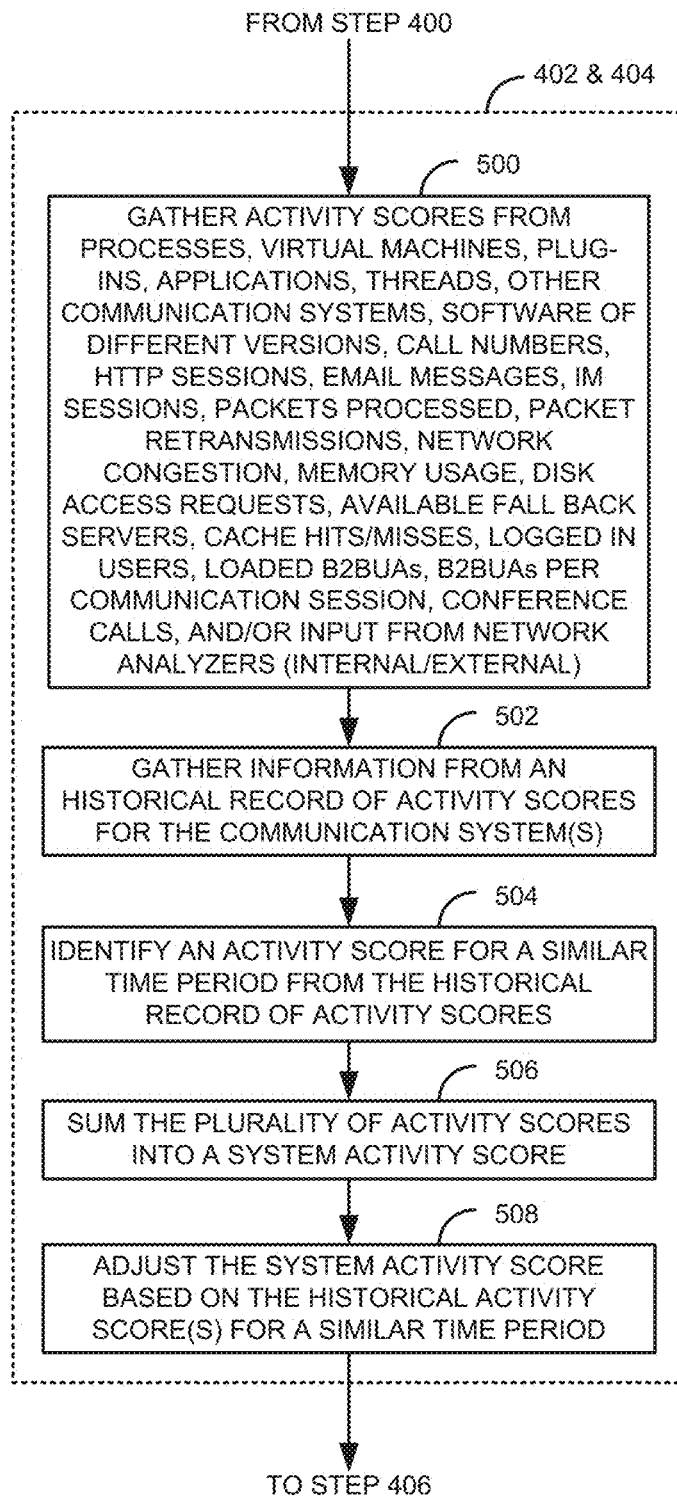 FROM STEP 400
402 & 404
500
GATHER ACTIVITY SCORES FROM
PROCESSES, VIRTUAL MACHINES, PLUG-
INS, APPLICATIONS, THREADS, OTHER
COMMUNICATION SYSTEMS, SOFTWARE OF
DIFFERENT VERSIONS, CALL NUMBERS,
HTTP SESSIONS, EMAIL MESSAGES, IM
SESSIONS, PACKETS PROCESSED, PACKET
RETRANSMISSIONS, NETWORK
CONGESTION, MEMORY USAGE, DISK
ACCESS REQUESTS, AVAILABLE FALL BACK
SERVERS, CACHE HITS/MISSES, LOGGED IN
USERS, LOADED B2BUAs, B2BUAs PER
COMMUNICATION SESSION, CONFERENCE
CALLS, AND/OR INPUT FROM NETWORK
ANALYZERS (INTERNAL/EXTERNAL)
502
GATHER INFORMATION FROM AN
HISTORICAL RECORD OF ACTIVITY SCORES
FOR THE COMMUNICATION SYSTEM(S)
504
IDENTIFY AN ACTIVITY SCORE FOR A SIMILAR
TIME PERIOD FROM THE HISTORICAL
RECORD OF ACTIVITY SCORES
506
SUM THE PLURALITY OF ACTIVITY SCORES
INTO A SYSTEM ACTIVITY SCORE
508
ADJUST THE SYSTEM ACTIVITY SCORE
BASED ON THE HISTORICAL ACTIVITY
SCORE(S) FOR A SIMILAR TIME PERIOD
TO STEP 406